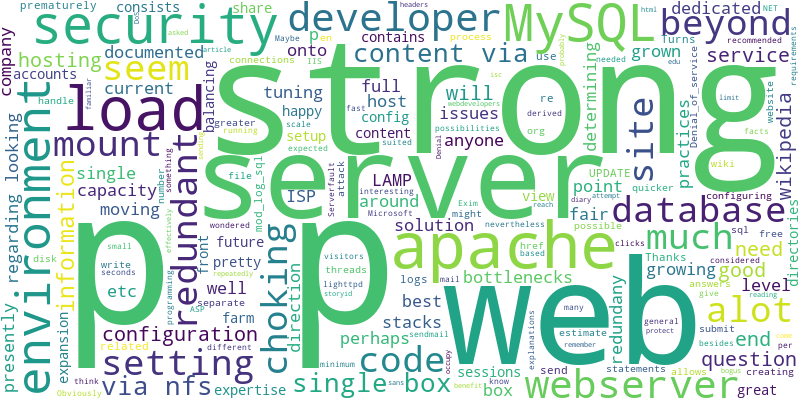 prematurely consists
share
security
developer
MySQL
dedicated
NET
beyond
company
hosting
documented
seem
contains
onto
content via
grown
service
turns
accounts
current
load
balancing
strong
determining
site
wikipedia
regarding looking
environment
mount
redundant
tuning
happy
full
host
config
will
issues
anyone
practices
single
capacity
information
moving
mod_log_sql
server
LAMP
around
solution
point
fair
view
database
apache
much
need
good
level
growing
bottlenecks
presently
expansion
etc
via nfs
configuration
setting
related
pretty
future
well
farm
front
choking
direction
p p
web
code
perhaps
stacks
best
logs
single box
box
sessions
expertise
webserver
redundany
estimate
alot
end
question
creating
great
directories
Thanks
submit
answers
give
besides
allows
statements
send
know
minimum
different
separate
programming
effectively
repeatedly
Obviously
think
ASP
visitors
threads
lighttpd
storyid
small
write
seconds
disk
file
number
something
running
attack
Serverfault
connections
IIS
setup
greater
scale
expected
Microsoft
interesting
Exim
might
possible
quicker
configuring
UPDATE
Denial of service
website
requirements
recommended
needed
probably
process
article
headers
html
asked
Maybe
use
en
org
re
derived
suited
possibilities
webdevelopers
fast
handle
familiar
wondered
sendmail
mail
href
based
nevertheless
diary
attempt
reach
clicks
many
general
protect
remember
explanations
occupy
benefit
sans
isc
edu
limit
facts
wiki
sql
free
considered
reading
bogus
per
come